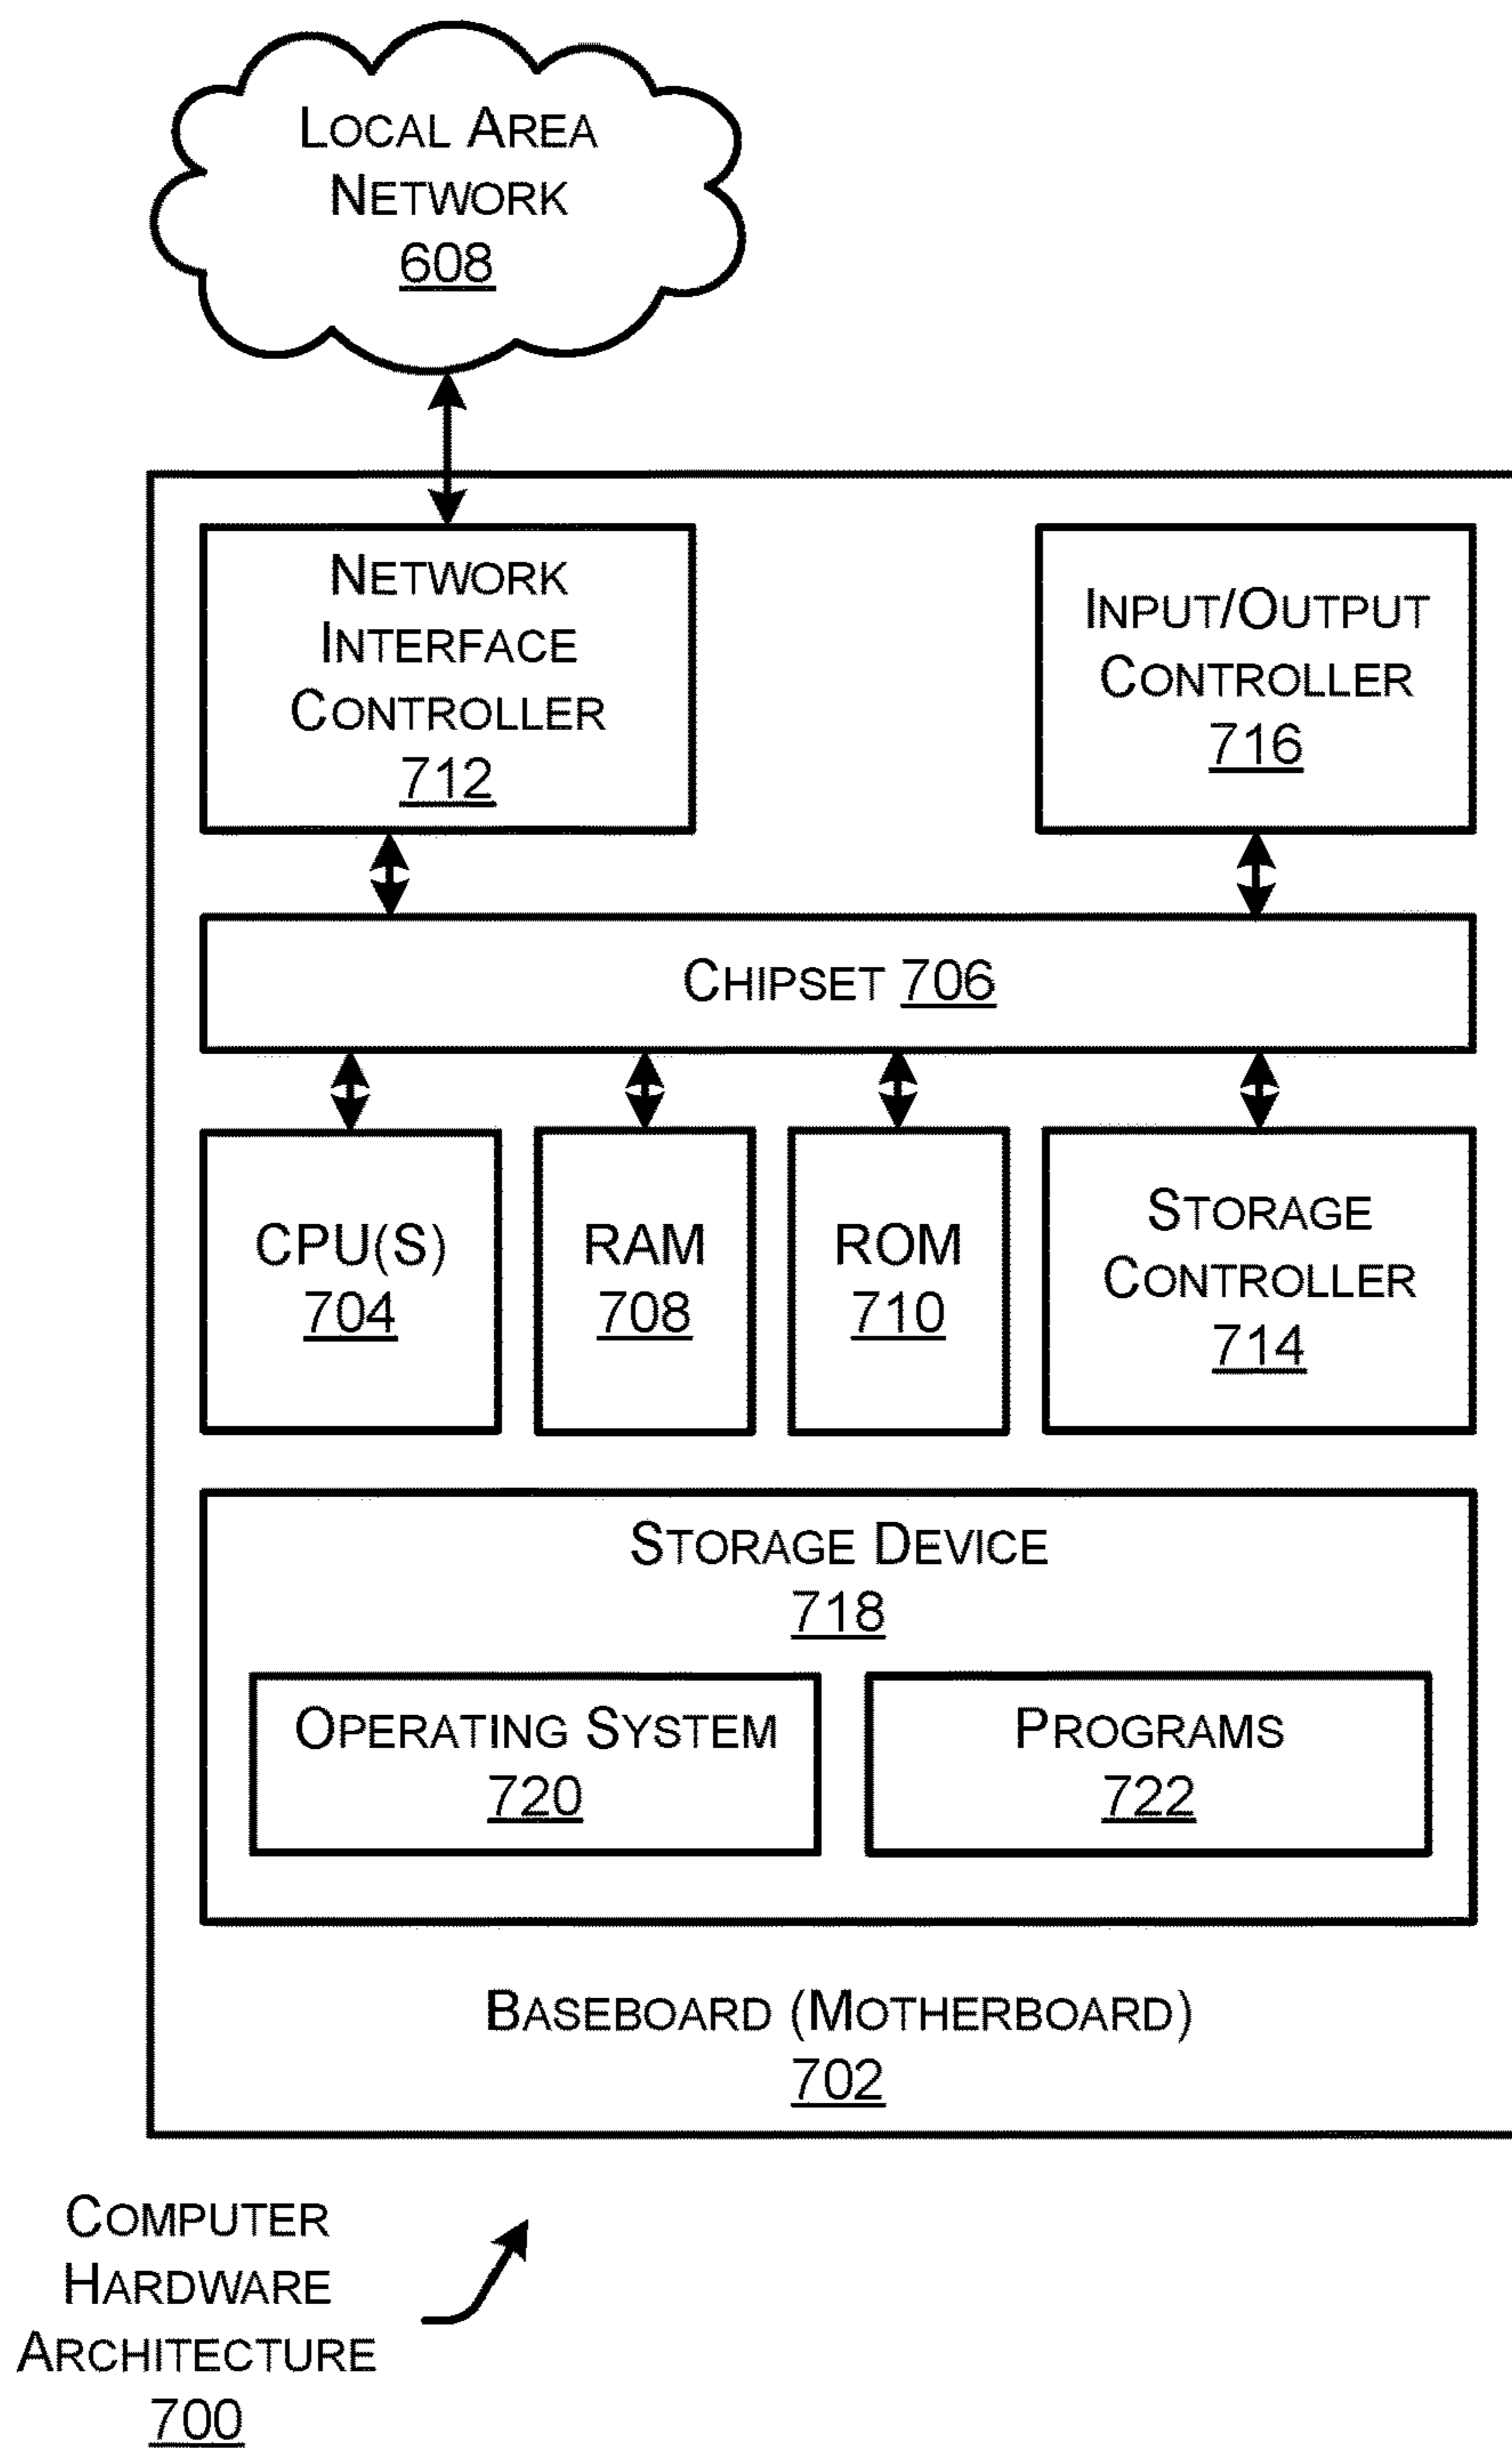 LOCAL AREA
NETWORK
608
NETWORK
INTERFACE
CONTROLLER
712
INPUT/OUTPUT
CONTROLLER
716
CHIPSET 706
CPU(S)
704
RAM
708
ROM
710
STORAGE
CONTROLLER
714
STORAGE DEVICE
718
OPERATING SYSTEM
720
PROGRAMS
722
BASEBOARD (MOTHERBOARD)
702
COMPUTER
HARDWARE
ARCHITECTURE
700